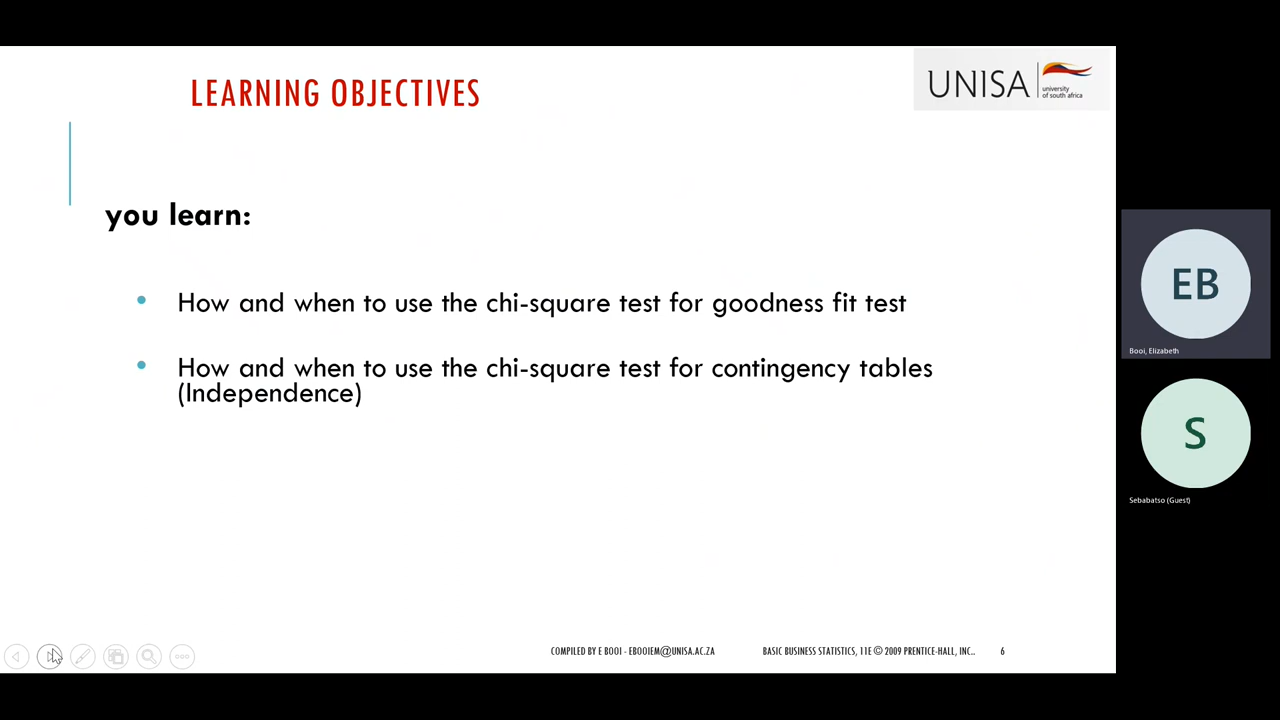 LEARNING OBJECTIVES
UNISA
university
of south africa
you learn:
• How and when to use the chi-square test for goodness fit test
• How and when to use the chi-square test for contingency tables
(Independence)
EB
Booi, Elizabeth
S
Sebabatso (Guest)
COMPILED BY E BOOI - EBOOIEM@UNISA.AC.ZA
BASIC BUSINESS STATISTICS, 11E © 2009 PRENTICE-HALL, INC..
6